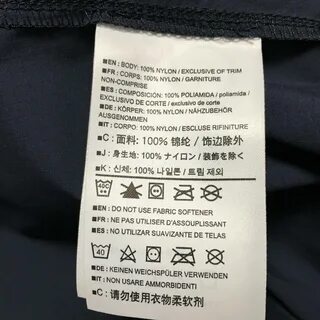 ■EN: BODY: 100% NYLON / EXCLUSIVE OF TRIM
■FR: CORPS: 100% NYLON / GARNITURE
NON-COMPRISE
■ES: COMPOSICIÓN: 100% POLIAMIDA / poliamida /
EXCLUSIVO DE CORTE / exclusivo de corte
■DE: KÖRPER: 100% NYLON / NÄHZUBEHÖR
AUSGENOMMEN
■IT: CORPO: 100% NYLON / ESCLUSE RIFINITURE
■C: 面料: 100% 锦纶 / 饰边除外
■J: 身生地: 100% ナイロン / 装飾を除く
■K: 신체: 100% 나일론 / 트림 제외
40C
■EN: DO NOT USE FABRIC SOFTENER
■FR: NE PAS UTILISER D'ASSOUPLISSANT
■ES: NO UTILIZAR SUAVIZANTE DE TEJIDOS
40
■DE: KEINEN WEICHSPÜLER VERWENDEN
■IT: NON USARE AMMORBIDENTI
■C: 请勿使用衣物柔软剂